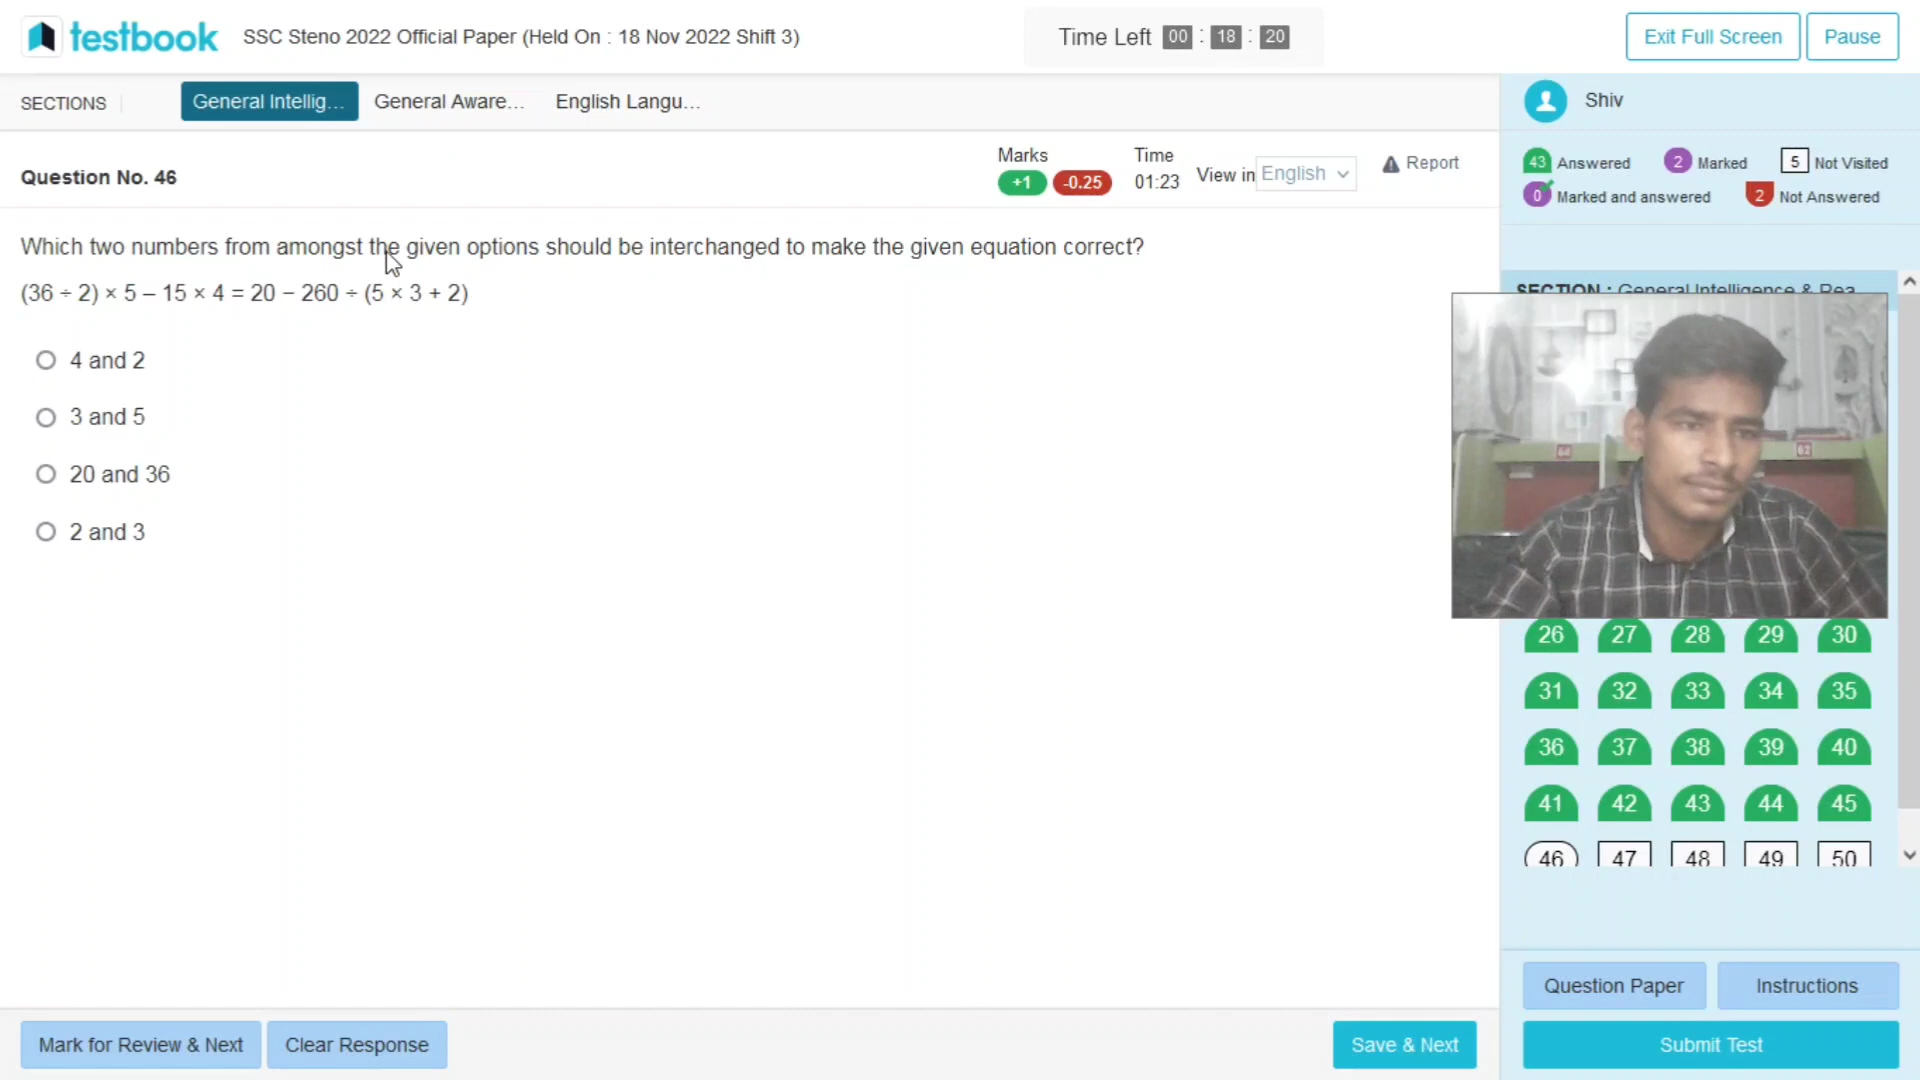 testbook SSC Steno 2022 Official Paper (Held On : 18 Nov 2022 Shift 3) Time Left 00 : 18 : 20 Exit Full Screen Pause
SECTIONS General Intellig... General Aware... English Langu... Shiv
Question No. 46 Marks +1 -0.25 Time 01:23 View in English Report
43 Answered 2 Marked 5 Not Visited
0 Marked and answered 2 Not Answered
Which two numbers from amongst the given options should be interchanged to make the given equation correct?
(36 ÷ 2) × 5 – 15 × 4 = 20 − 260 ÷ (5 × 3 + 2)
4 and 2
3 and 5
20 and 36
2 and 3
SECTION : General Intelligence & Rea
64 62
26 27 28 29 30
31 32 33 34 35
36 37 38 39 40
41 42 43 44 45
46 47 48 49 50
Question Paper Instructions
Mark for Review & Next Clear Response Save & Next Submit Test